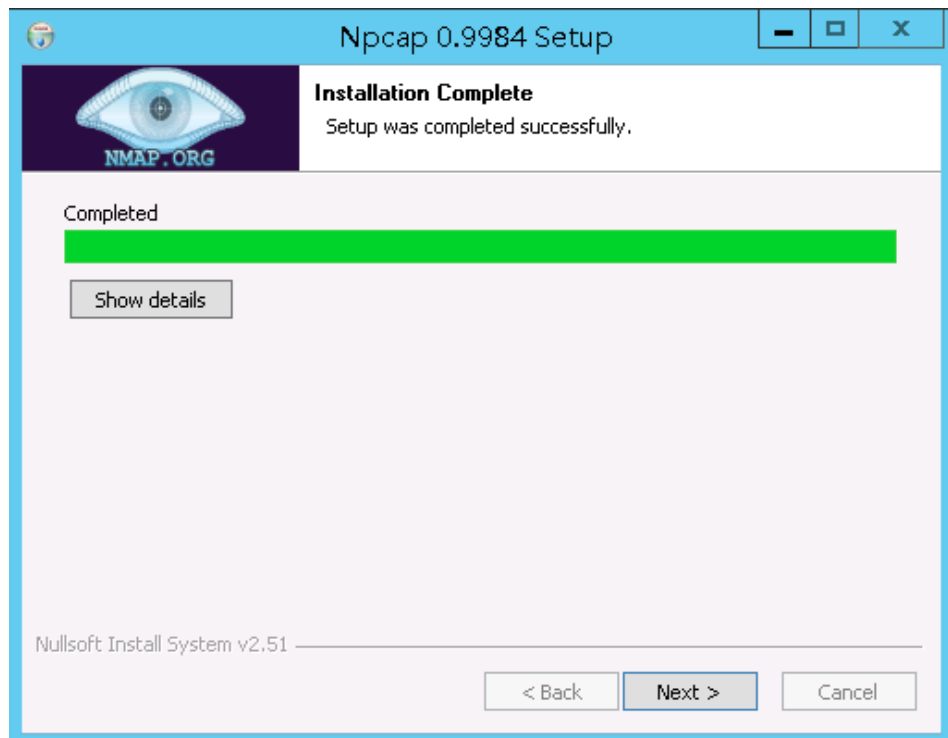 Npcap 0.9984 Setup
NMAP.ORG
Installation Complete
Setup was completed successfully.
Completed
Show details
Nullsoft Install System v2.51
< Back
Next >
Cancel